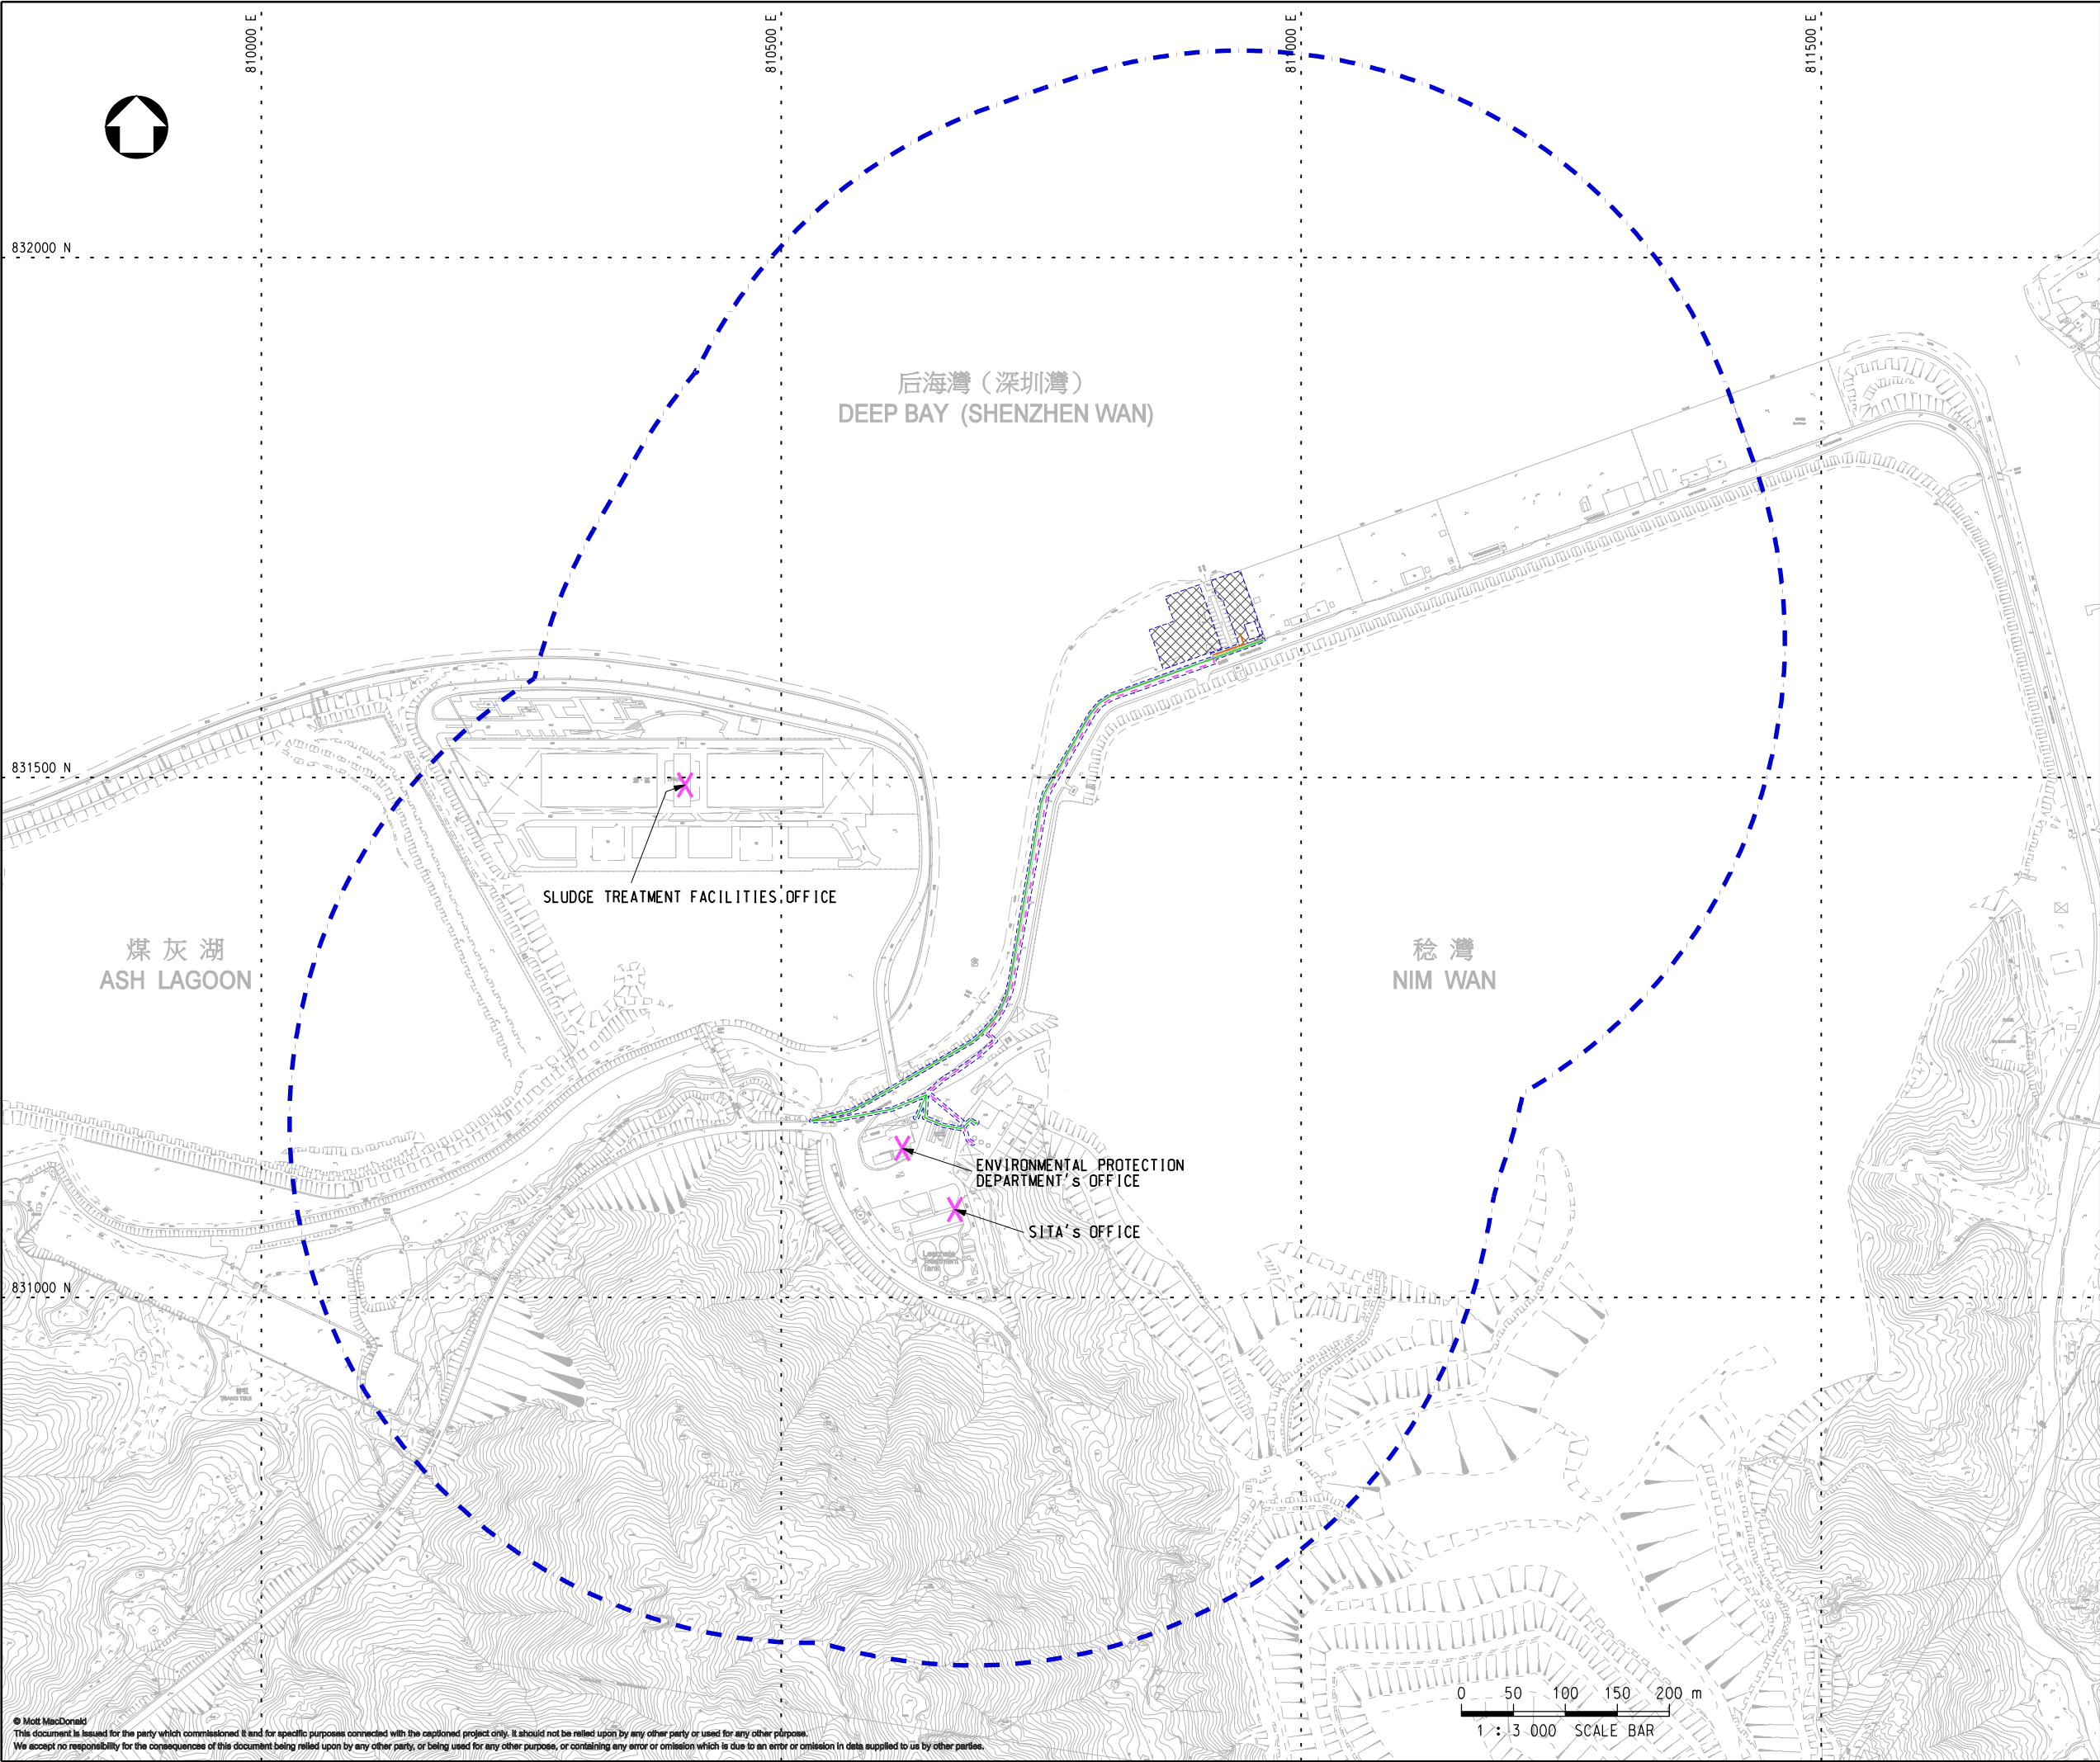 810000 E
810500 E
811000 E
811500 E
832000 N
后海灣（深圳灣）
DEEP BAY (SHENZHEN WAN)
831500 N
SLUDGE TREATMENT FACILITIES OFFICE
煤灰湖
ASH LAGOON
稔灣
NIM WAN
ENVIRONMENTAL PROTECTION
DEPARTMENT's OFFICE
SITA's OFFICE
Leachate
Treatment
Tank
831000 N
0 50 100 150 200 m
1 : 3 000 SCALE BAR
© Mott MacDonald
This document is issued for the party which commissioned it and for specific purposes connected with the captioned project only. It should not be relied upon by any other party or used for any other purpose.
We accept no responsibility for the consequences of this document being relied upon by any other party, or being used for any other purpose, or containing any error or omission which is due to an error or omission in data supplied to us by other parties.